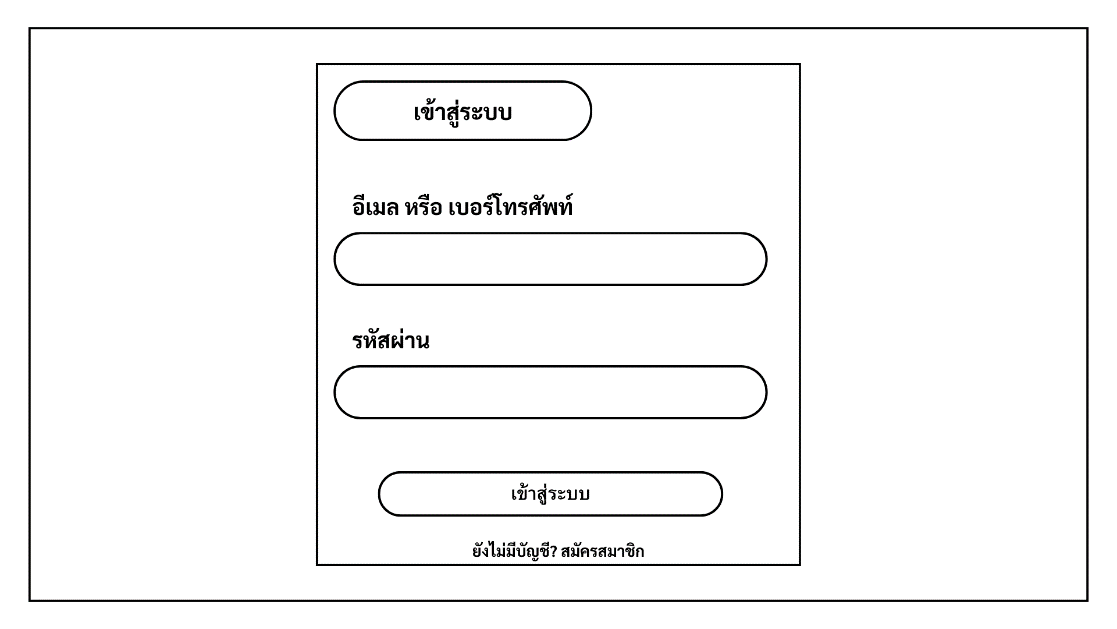 เข้าสู่ระบบ
อีเมล หรือ เบอร์โทรศัพท์
รหัสผ่าน
เข้าสู่ระบบ
ยังไม่มีบัญชี? สมัครสมาชิก